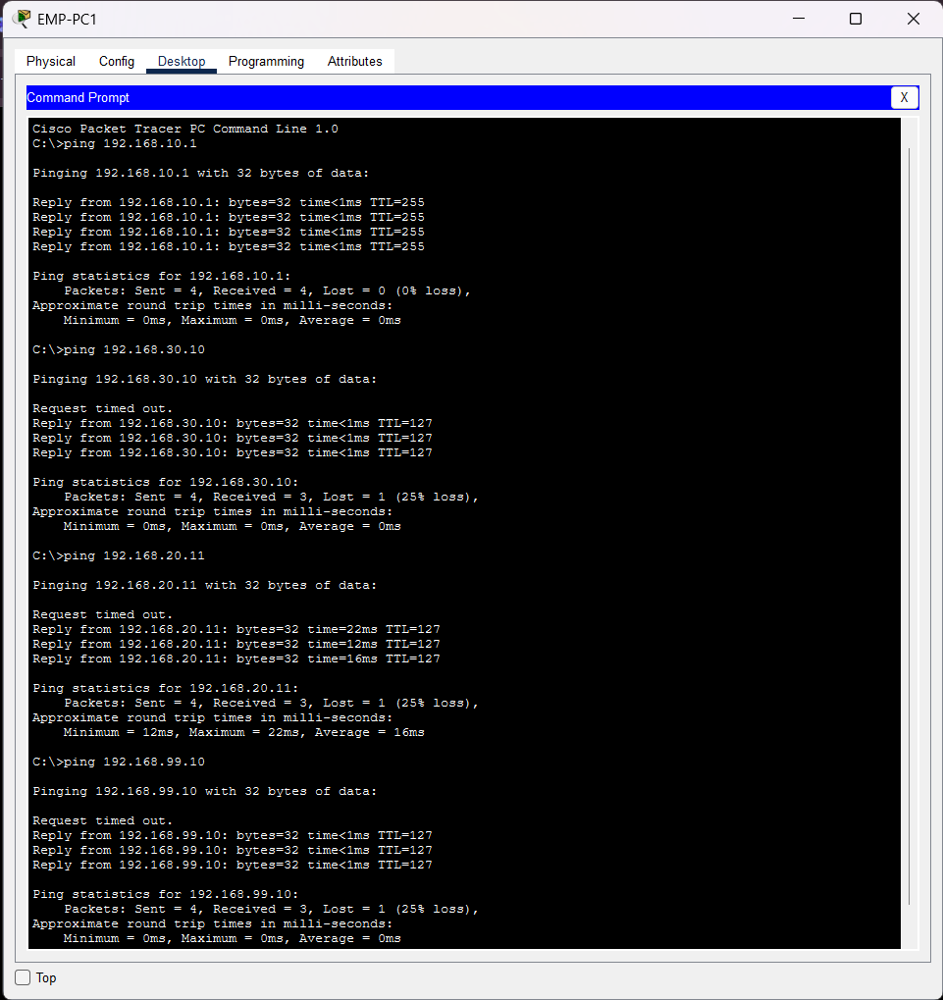 EMP-PC1
Physical Config Desktop Programming Attributes
Command Prompt X
Cisco Packet Tracer PC Command Line 1.0
C:\>ping 192.168.10.1
Pinging 192.168.10.1 with 32 bytes of data:
Reply from 192.168.10.1: bytes=32 time<1ms TTL=255
Reply from 192.168.10.1: bytes=32 time<1ms TTL=255
Reply from 192.168.10.1: bytes=32 time<1ms TTL=255
Reply from 192.168.10.1: bytes=32 time<1ms TTL=255
Ping statistics for 192.168.10.1:
    Packets: Sent = 4, Received = 4, Lost = 0 (0% loss),
Approximate round trip times in milli-seconds:
    Minimum = 0ms, Maximum = 0ms, Average = 0ms
C:\>ping 192.168.30.10
Pinging 192.168.30.10 with 32 bytes of data:
Request timed out.
Reply from 192.168.30.10: bytes=32 time<1ms TTL=127
Reply from 192.168.30.10: bytes=32 time<1ms TTL=127
Reply from 192.168.30.10: bytes=32 time<1ms TTL=127
Ping statistics for 192.168.30.10:
    Packets: Sent = 4, Received = 3, Lost = 1 (25% loss),
Approximate round trip times in milli-seconds:
    Minimum = 0ms, Maximum = 0ms, Average = 0ms
C:\>ping 192.168.20.11
Pinging 192.168.20.11 with 32 bytes of data:
Request timed out.
Reply from 192.168.20.11: bytes=32 time=22ms TTL=127
Reply from 192.168.20.11: bytes=32 time=12ms TTL=127
Reply from 192.168.20.11: bytes=32 time=16ms TTL=127
Ping statistics for 192.168.20.11:
    Packets: Sent = 4, Received = 3, Lost = 1 (25% loss),
Approximate round trip times in milli-seconds:
    Minimum = 12ms, Maximum = 22ms, Average = 16ms
C:\>ping 192.168.99.10
Pinging 192.168.99.10 with 32 bytes of data:
Request timed out.
Reply from 192.168.99.10: bytes=32 time<1ms TTL=127
Reply from 192.168.99.10: bytes=32 time<1ms TTL=127
Reply from 192.168.99.10: bytes=32 time<1ms TTL=127
Ping statistics for 192.168.99.10:
    Packets: Sent = 4, Received = 3, Lost = 1 (25% loss),
Approximate round trip times in milli-seconds:
    Minimum = 0ms, Maximum = 0ms, Average = 0ms
Top